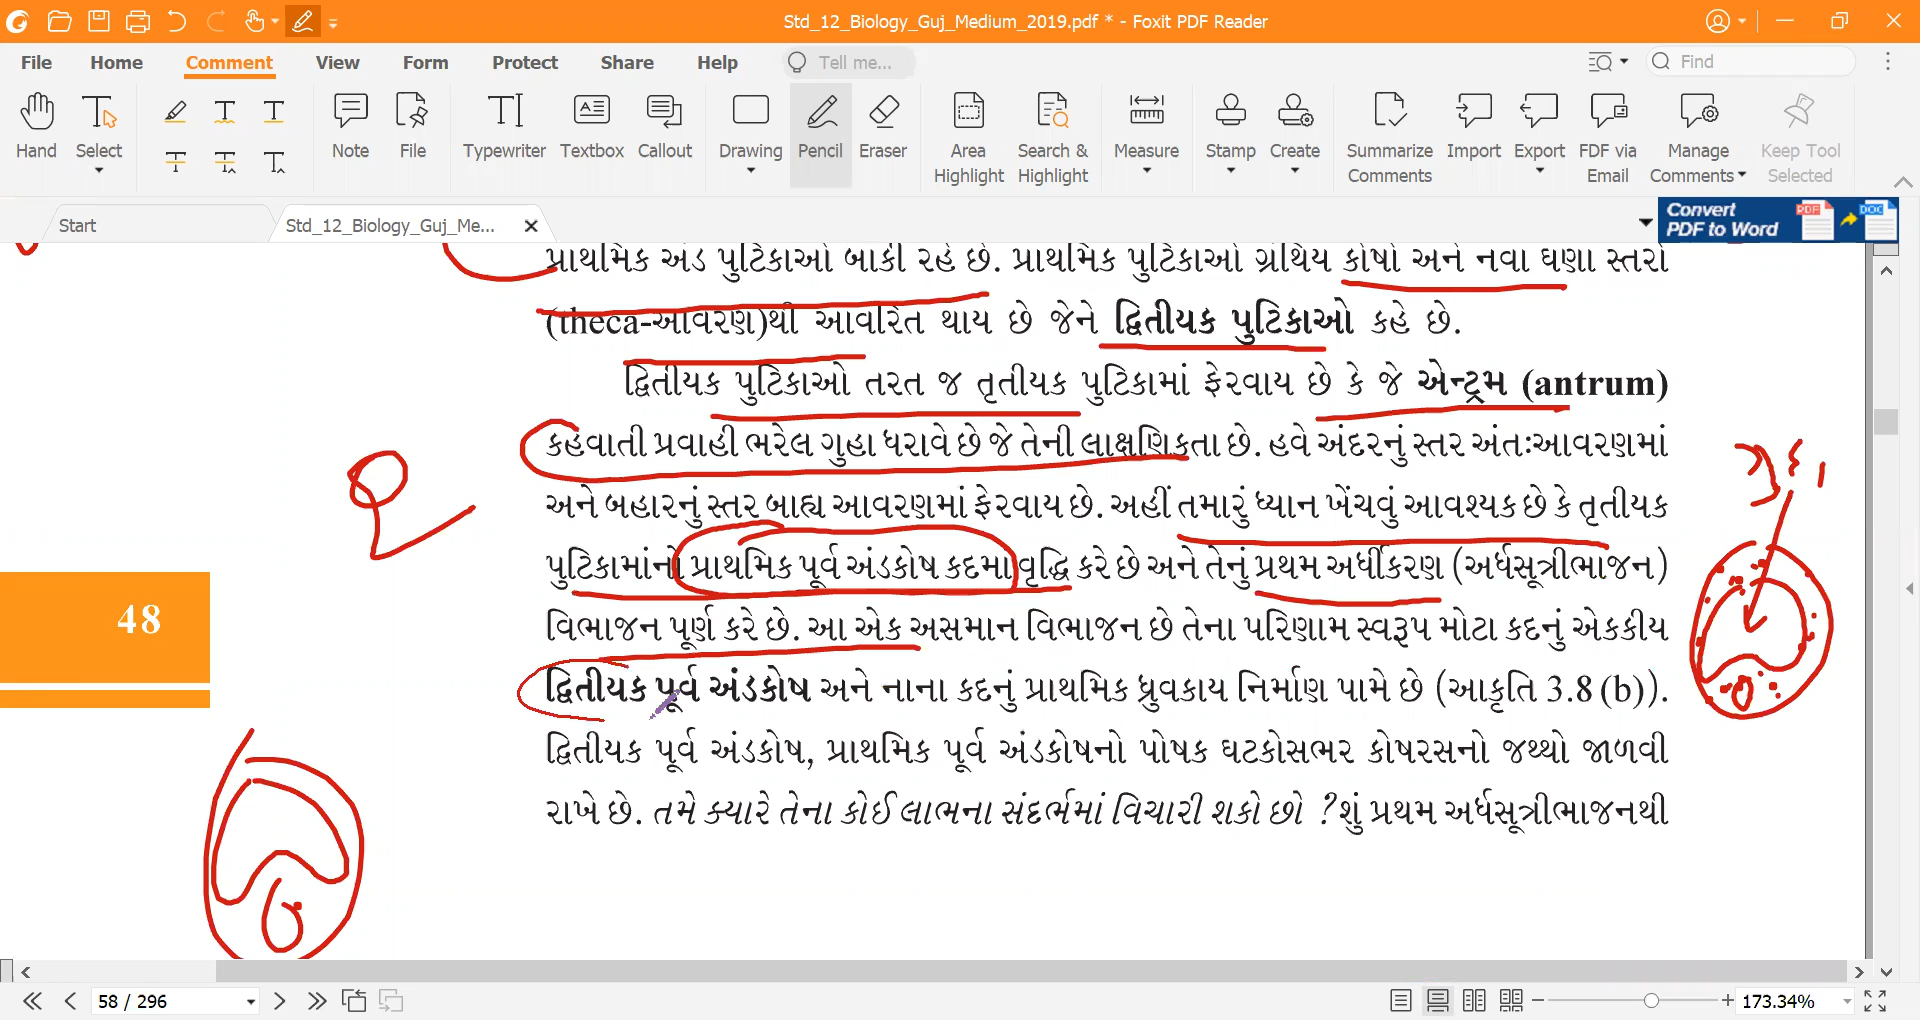 Std_12_Biology_Guj_Medium_2019.pdf * - Foxit PDF Reader
File Home Comment View Form Protect Share Help Tell me... Find
Hand Select Note File Typewriter Textbox Callout Drawing Pencil Eraser Area Highlight Search & Highlight Measure Stamp Create Summarize Comments Import Export FDF via Email Manage Comments Keep Tool Selected
Start Std_12_Biology_Guj_Me... Convert PDF to Word PDF DOC
પ્રાથમિક અંડ પુટિકાઓ બાકી રહે છે. પ્રાથમિક પુટિકાઓ ગ્રંથિય કોષો અને નવા ઘણા સ્તરો
(theca-આવરણ)થી આવરિત થાય છે જેને દ્વિતીયક પુટિકાઓ કહે છે.
દ્વિતીયક પુટિકાઓ તરત જ તૃતીયક પુટિકામાં ફેરવાય છે કે જે એન્ટ્રમ (antrum)
કહેવાતી પ્રવાહી ભરેલ ગુહા ધરાવે છે જે તેની લાક્ષણિકતા છે. હવે અંદરનું સ્તર અંતઃઆવરણમાં
અને બહારનું સ્તર બાહ્ય આવરણમાં ફેરવાય છે. અહીં તમારું ધ્યાન ખેંચવું આવશ્યક છે કે તૃતીયક
પુટિકામાંનો પ્રાથમિક પૂર્વ અંડકોષ કદમા વૃદ્ધિ કરે છે અને તેનું પ્રથમ અર્ધીકરણ (અર્ધસૂત્રીભાજન)
વિભાજન પૂર્ણ કરે છે. આ એક અસમાન વિભાજન છે તેના પરિણામ સ્વરૂપ મોટા કદનું એકકીય
48
દ્વિતીયક પૂર્વ અંડકોષ અને નાના કદનું પ્રાથમિક ધ્રુવકાય નિર્માણ પામે છે (આકૃતિ 3.8 (b)).
દ્વિતીયક પૂર્વ અંડકોષ, પ્રાથમિક પૂર્વ અંડકોષનો પોષક ઘટકોસભર કોષરસનો જથ્થો જાળવી
રાખે છે. તમે ક્યારે તેના કોઈ લાભના સંદર્ભમાં વિચારી શકો છો ? શું પ્રથમ અર્ધસૂત્રીભાજનથી
58 / 296 173.34%